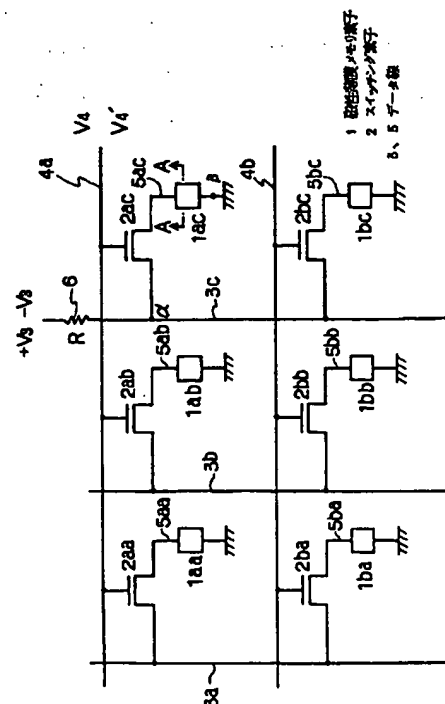 +V3 -V3
6
R
V4
V4'
4a
2aa
2ab
2ac
α
5aa
5ab
5ac
A
A
1aa
1ab
1ac
β
3a
3b
3c
4b
2ba
2bb
2bc
5ba
5bb
5bc
1ba
1bb
1bc
1 磁性薄膜メモリ素子
2 スイッチング素子
3、5 データ線